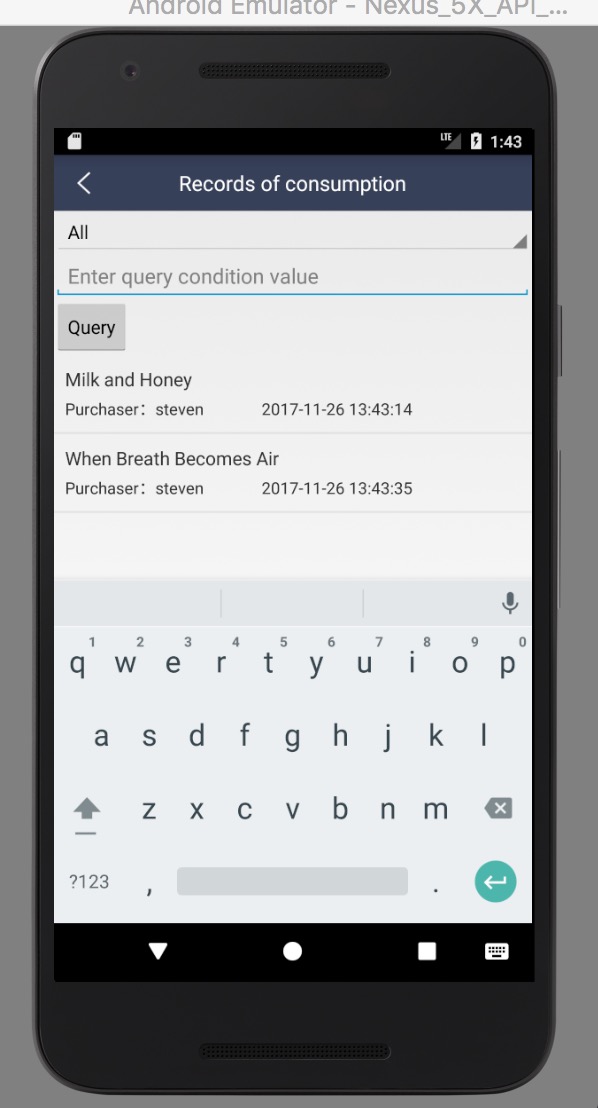 Android Emulator - Nexus_5X_API_...
LTE 1:43
Records of consumption
All
Enter query condition value
Query
Milk and Honey
Purchaser：steven 2017-11-26 13:43:14
When Breath Becomes Air
Purchaser：steven 2017-11-26 13:43:35
1 2 3 4 5 6 7 8 9 0
q w e r t y u i o p
a s d f g h j k l
z x c v b n m
?123 , .